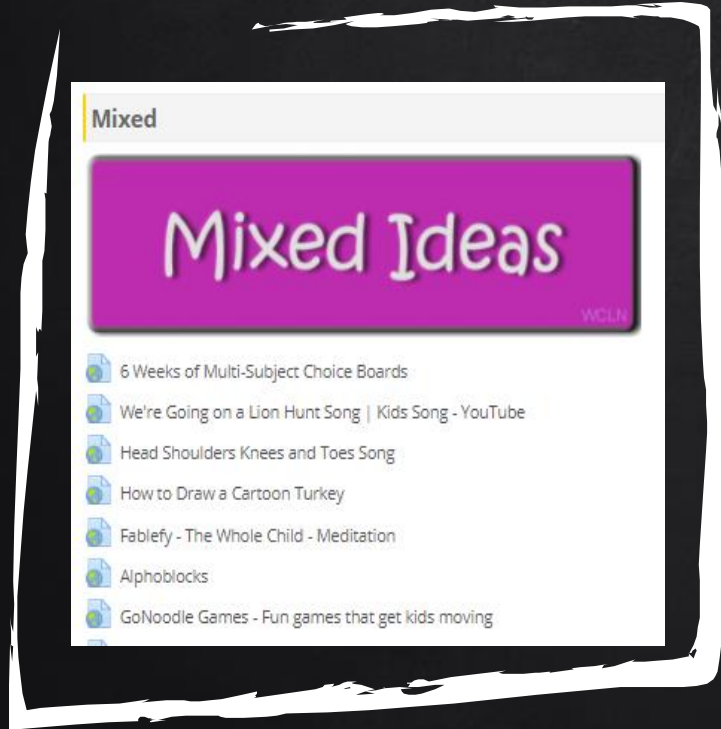 Mixed
Mixed Ideas
WCLN
6 Weeks of Multi-Subject Choice Boards
We're Going on a Lion Hunt Song | Kids Song - YouTube
Head Shoulders Knees and Toes Song
How to Draw a Cartoon Turkey
Fablefy - The Whole Child - Meditation
Alphoblocks
GoNoodle Games - Fun games that get kids moving